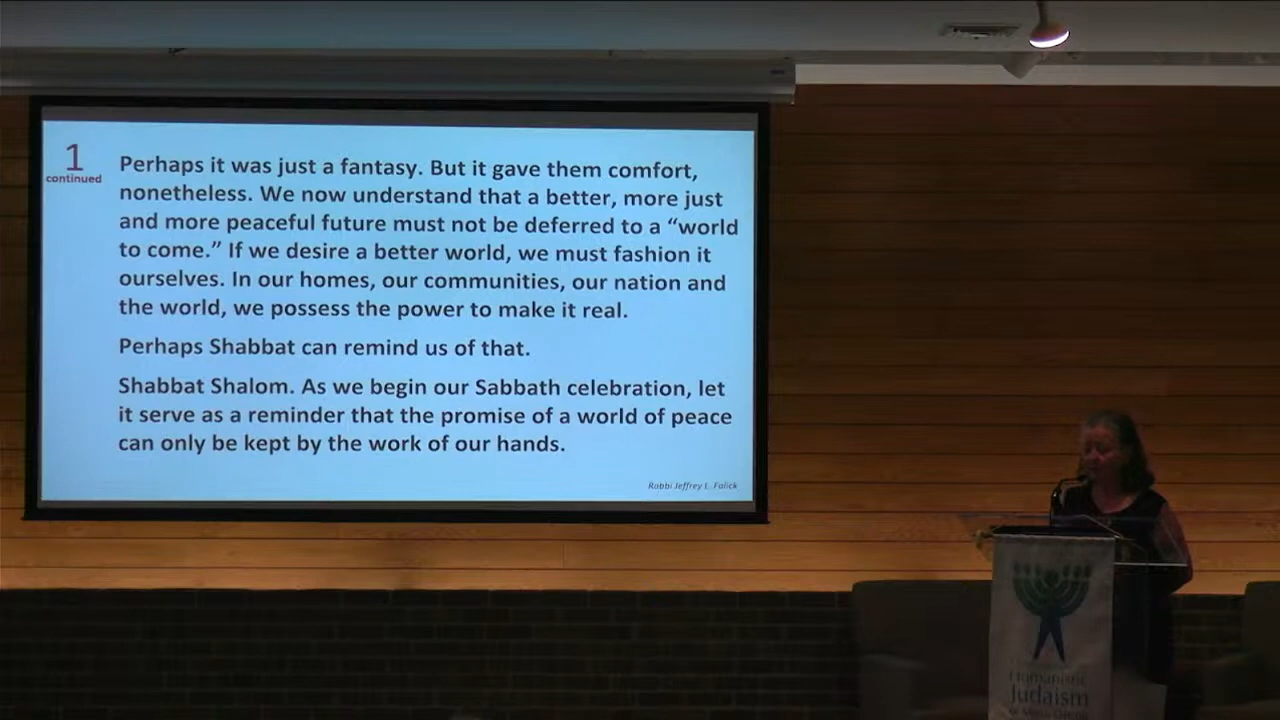 1
continued
Perhaps it was just a fantasy. But it gave them comfort,
nonetheless. We now understand that a better, more just
and more peaceful future must not be deferred to a “world
to come.” If we desire a better world, we must fashion it
ourselves. In our homes, our communities, our nation and
the world, we possess the power to make it real.
Perhaps Shabbat can remind us of that.
Shabbat Shalom. As we begin our Sabbath celebration, let
it serve as a reminder that the promise of a world of peace
can only be kept by the work of our hands.
Rabbi Jeffrey L. Falick
Humanistic
Judaism